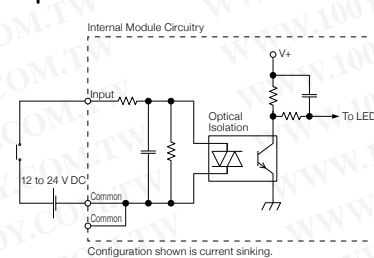 Internal Module Circuitry
V+
Input
Optical
Isolation
To LED
12 to 24 V DC
Common
Common
Configuration shown is current sinking.